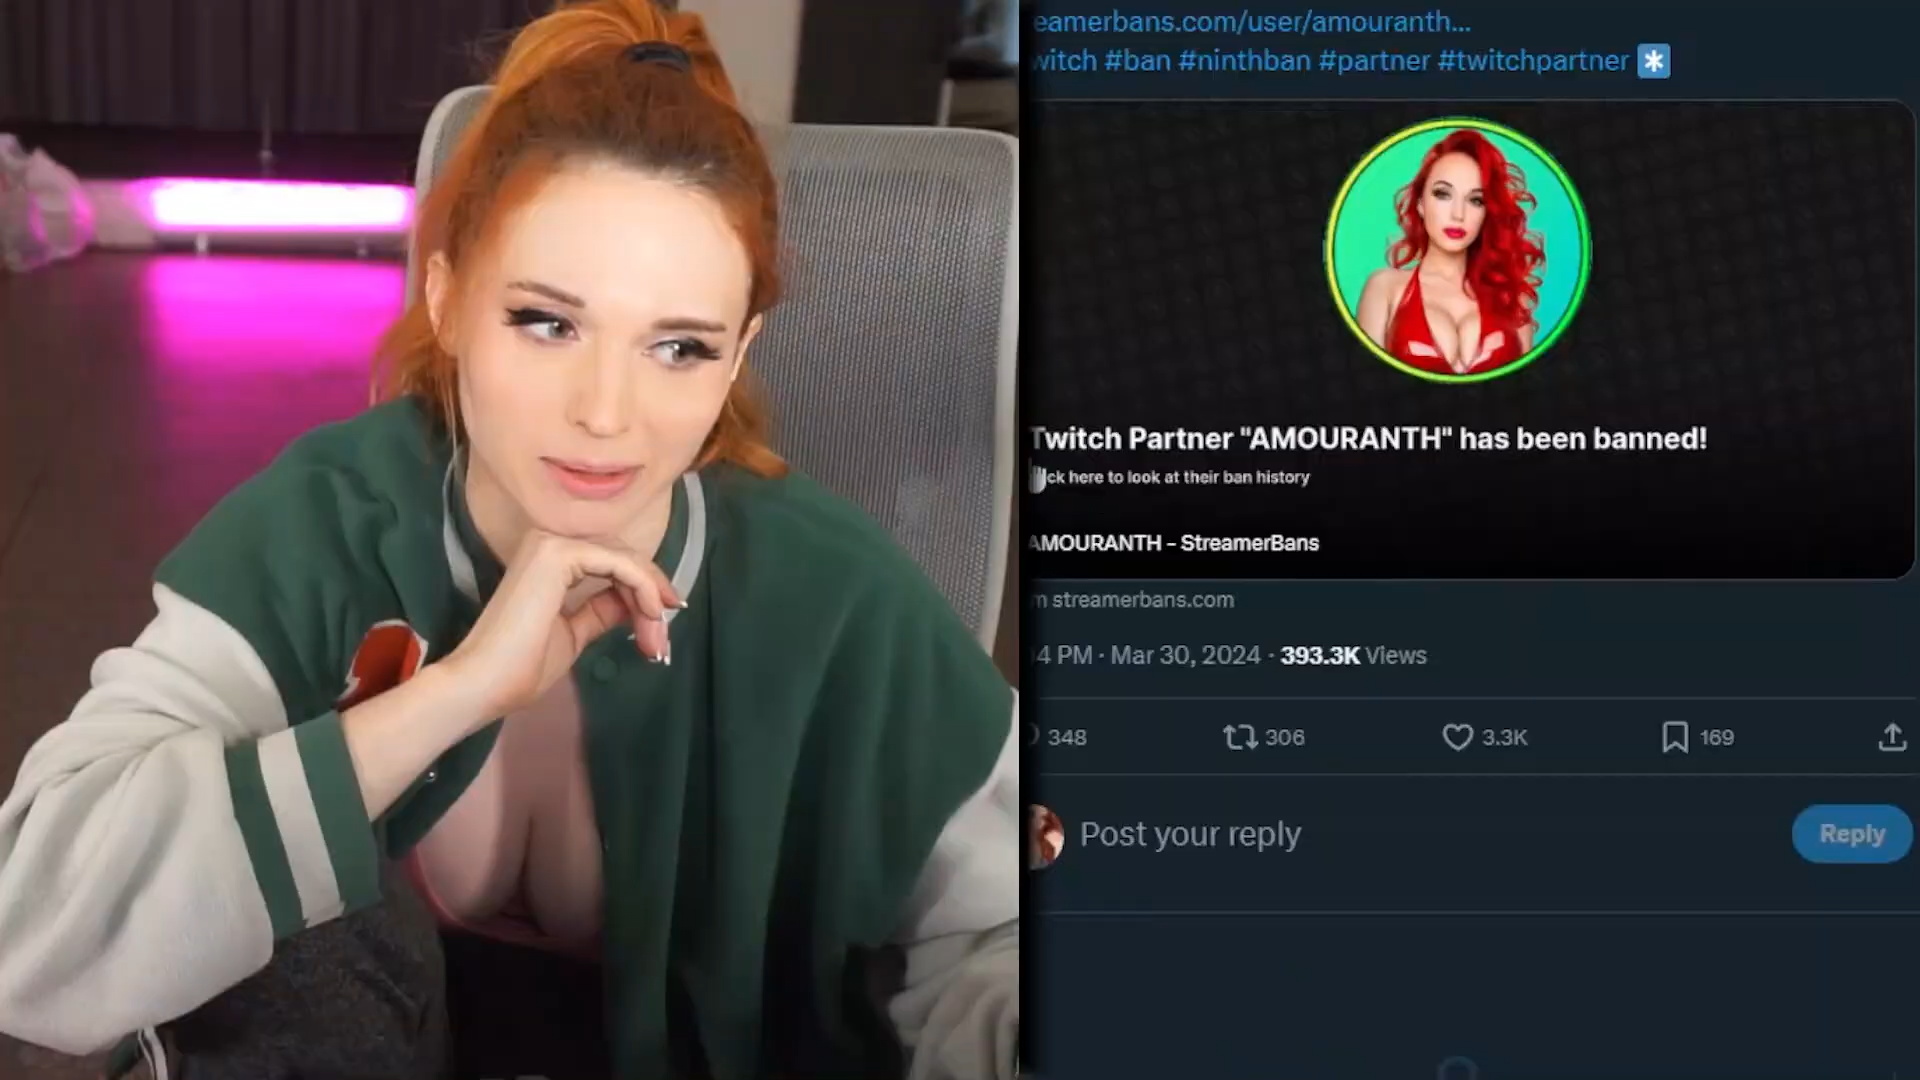 eamerbans.com/user/amouranth...
witch #ban #ninthban #partner #twitchpartner
Twitch Partner "AMOURANTH" has been banned!
ck here to look at their ban history
AMOURANTH - StreamerBans
m streamerbans.com
4 PM · Mar 30, 2024 · 393.3K Views
348 306 3.3K 169
Post your reply
Reply